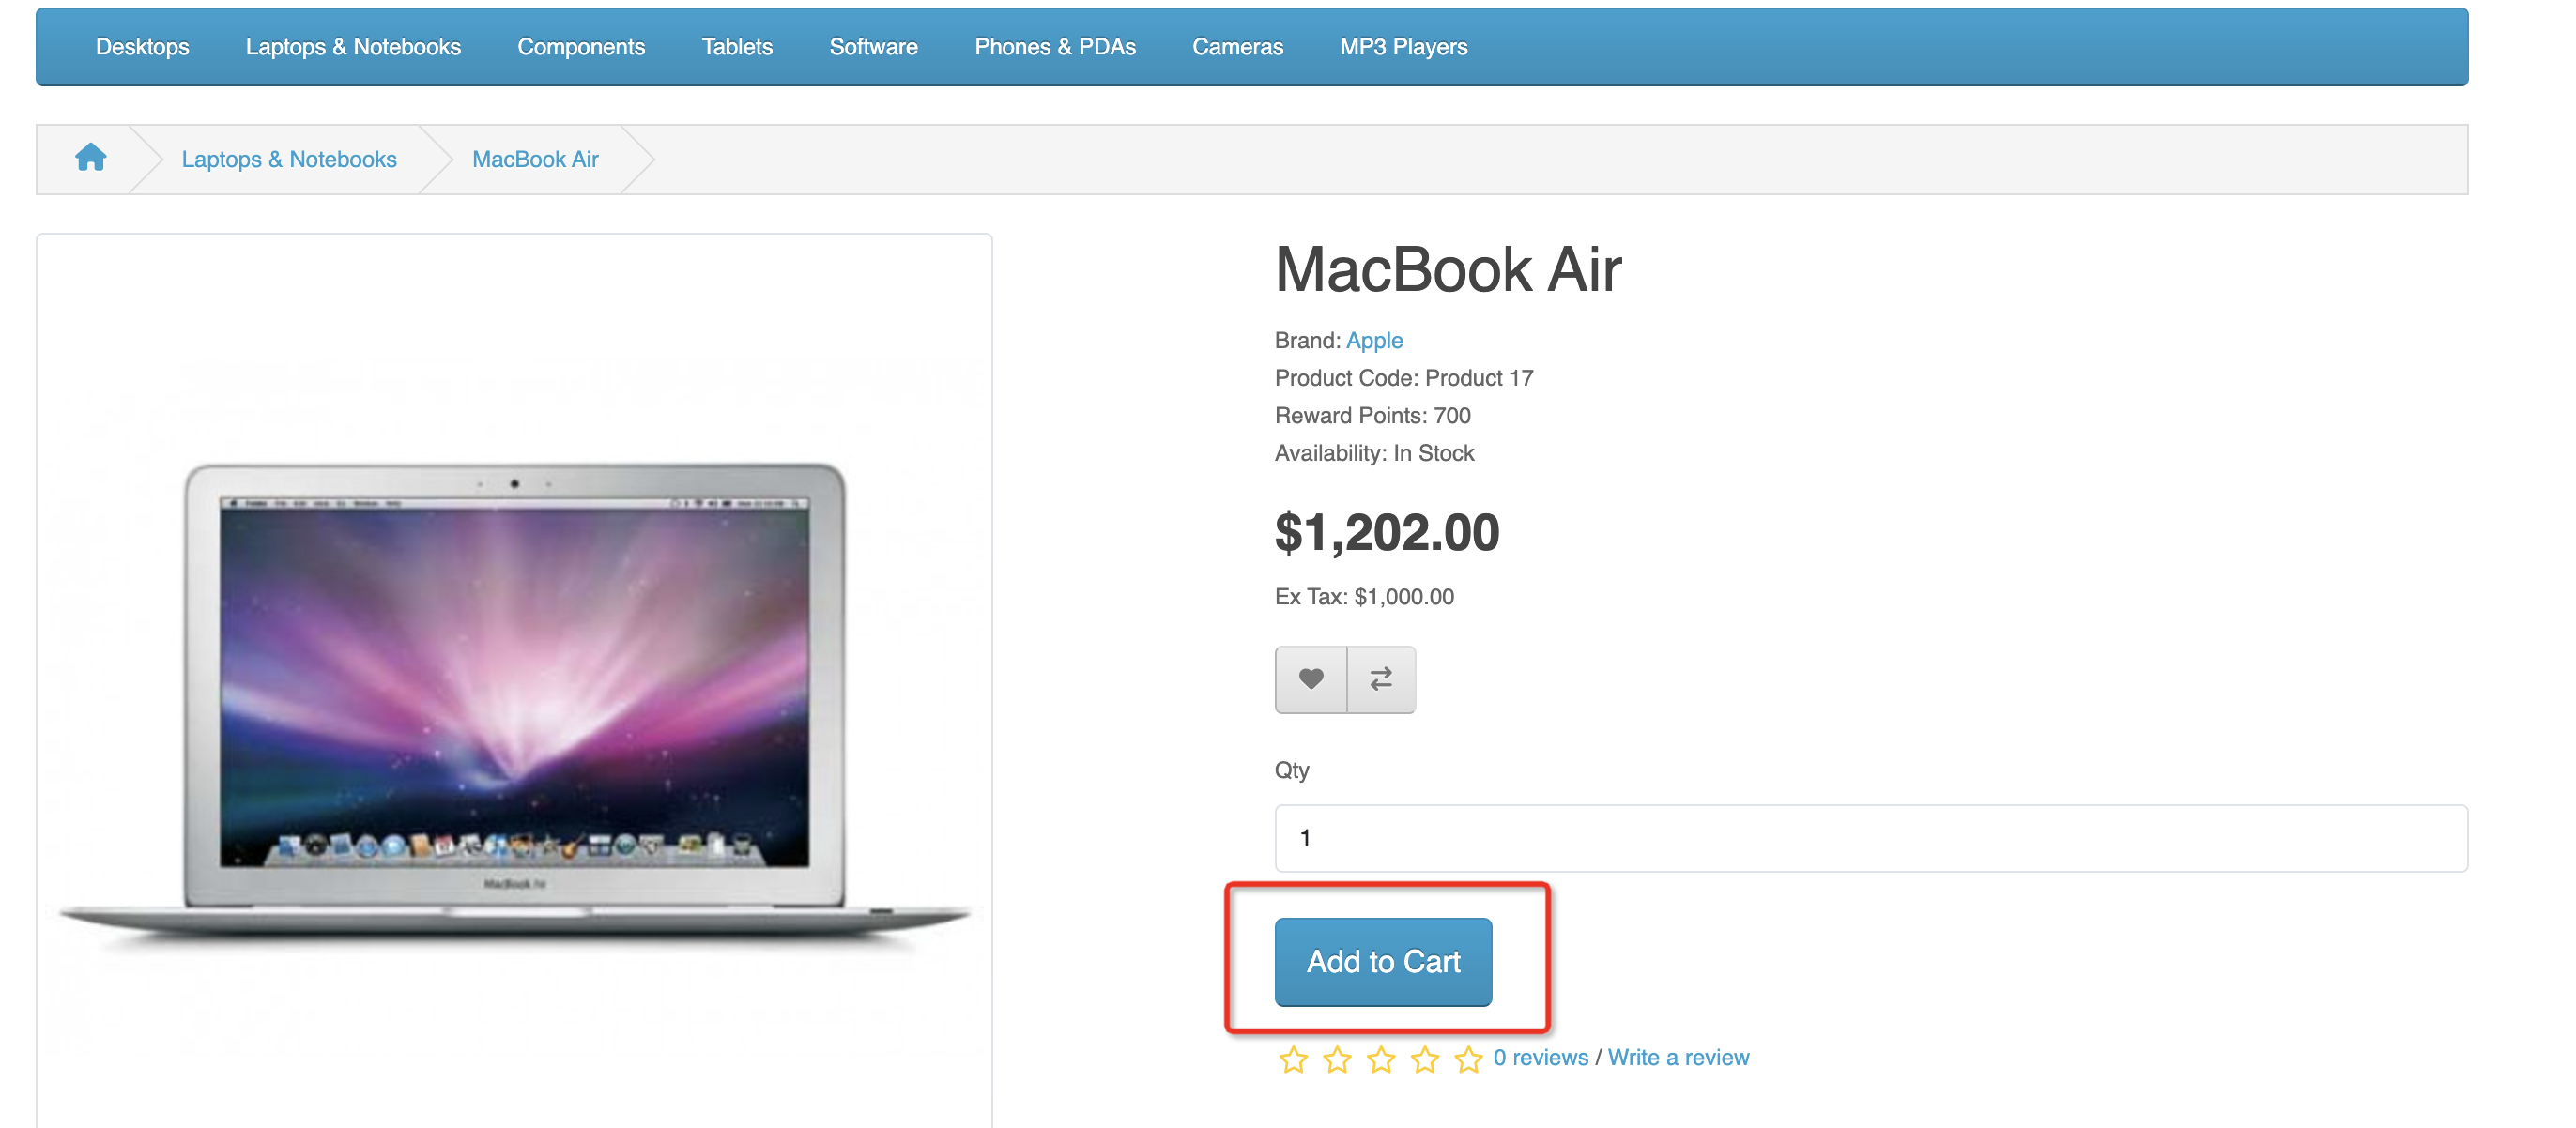 Desktops Laptops & Notebooks Components Tablets Software Phones & PDAs Cameras MP3 Players
Laptops & Notebooks MacBook Air
MacBook Air
Brand: Apple
Product Code: Product 17
Reward Points: 700
Availability: In Stock
$1,202.00
Ex Tax: $1,000.00
Qty
1
MacBook Air
Add to Cart
0 reviews / Write a review